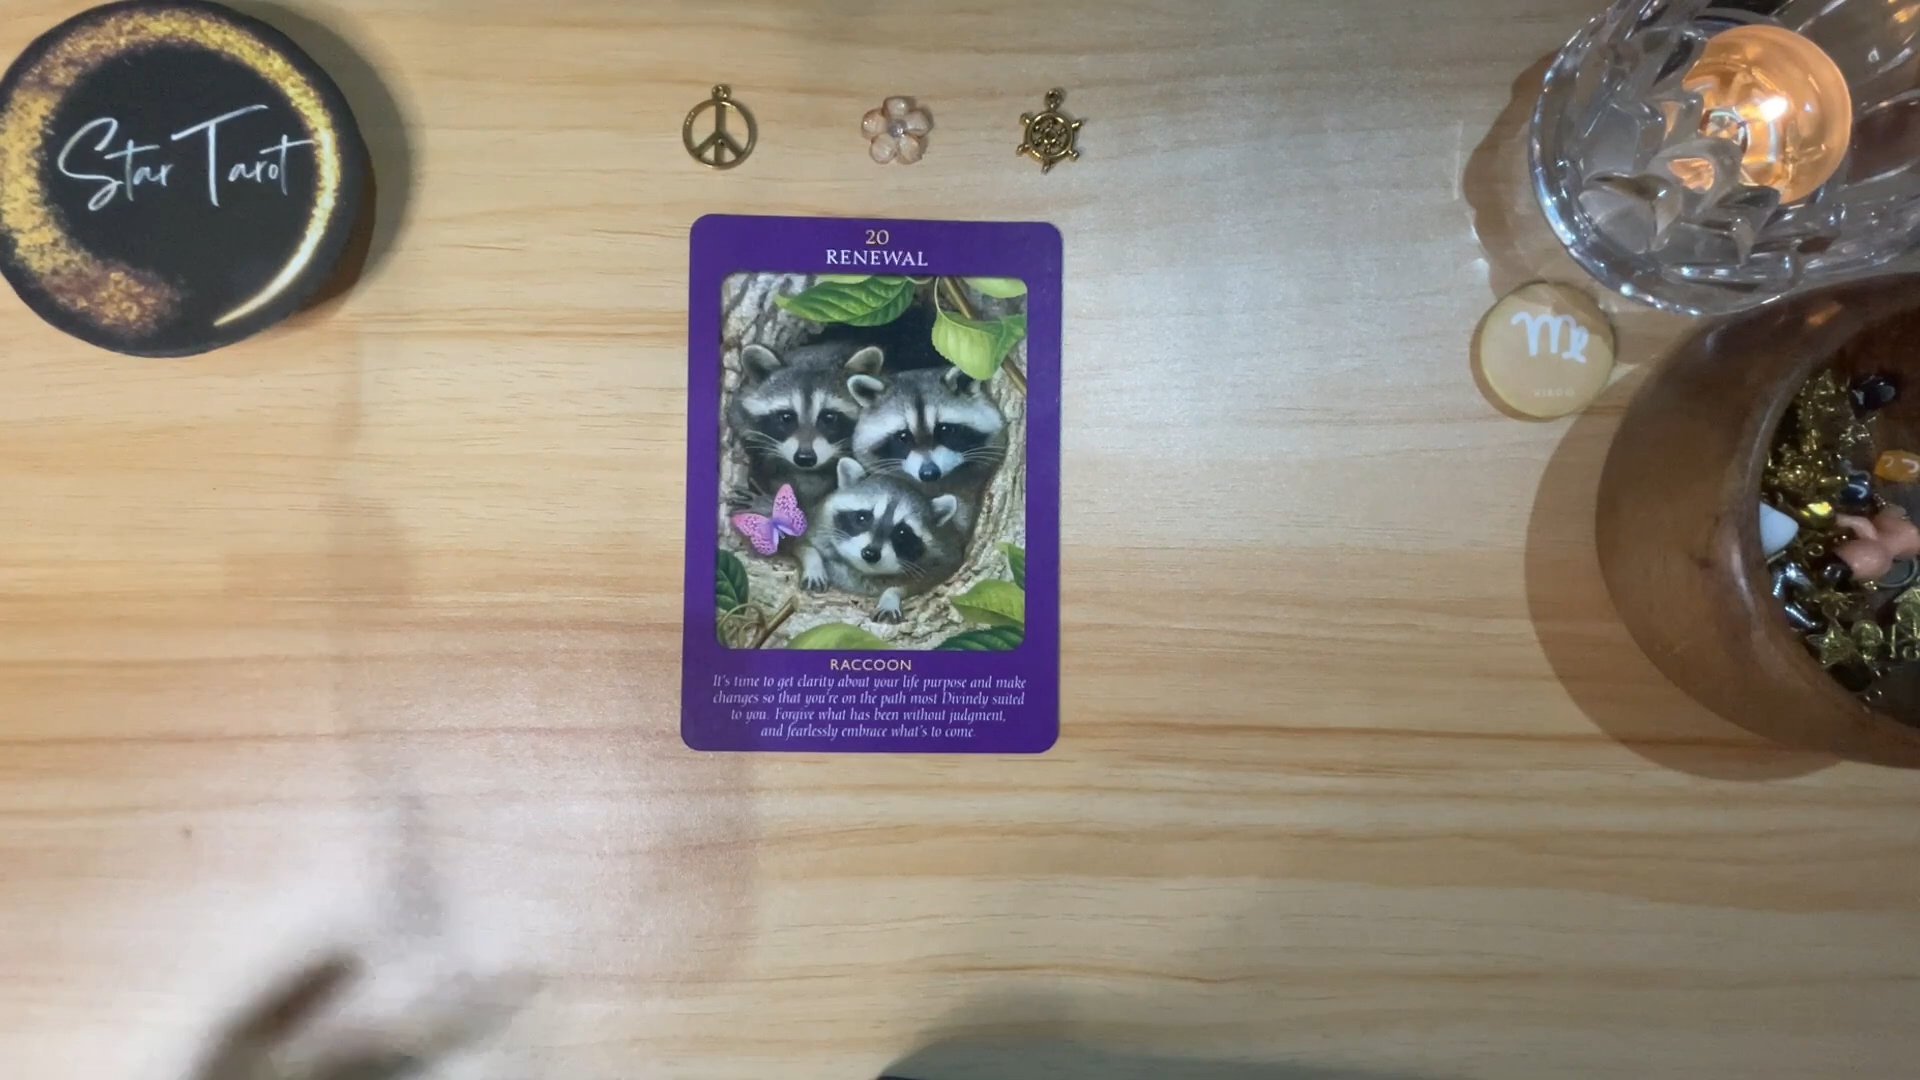 Star Tarot
20
RENEWAL
RACCOON
It's time to get clarity about your life purpose and make
changes so that you're on the path most Divinely suited
to you. Forgive what has been without judgment,
and fearlessly embrace what's to come.
VIRGO